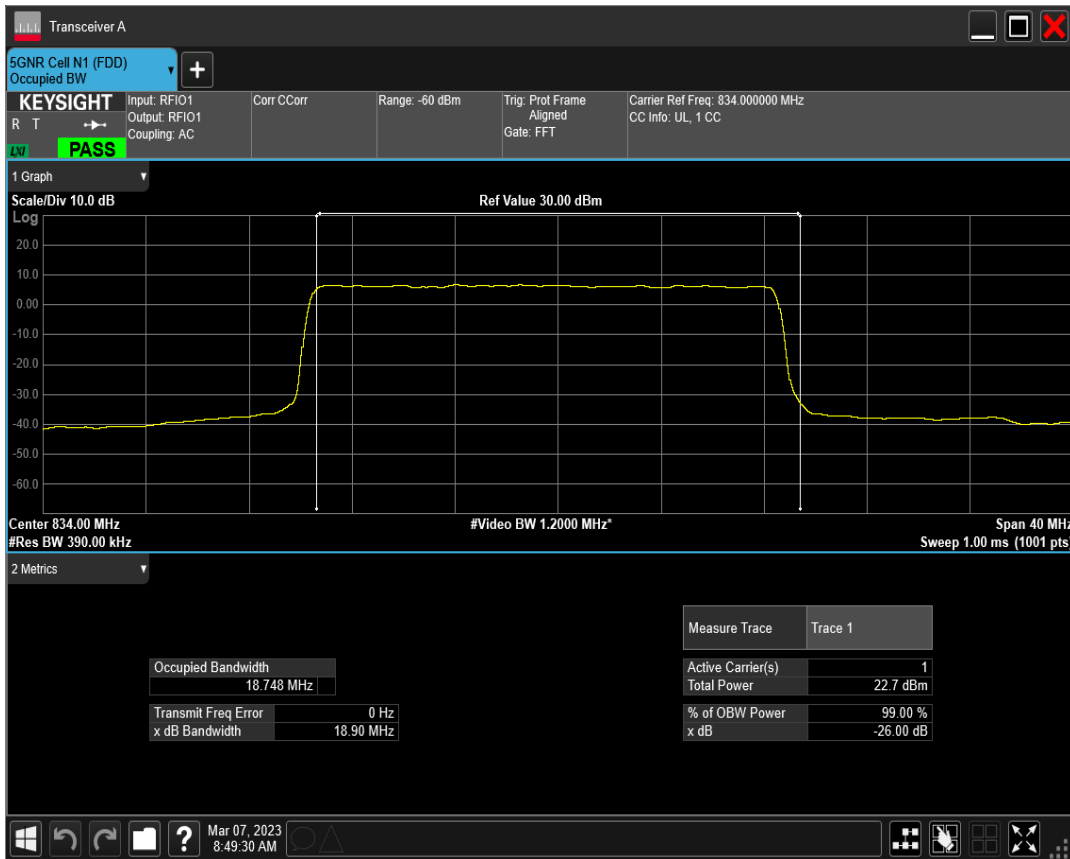 Transceiver A
5GNR Cell N1 (FDD)
Occupied BW
+
KEYSIGHT
R T
LXI
PASS
Input: RFIO1
Output: RFIO1
Coupling: AC
Corr CCorr
Range: -60 dBm
Trig: Prot Frame
Aligned
Gate: FFT
Carrier Ref Freq: 834.000000 MHz
CC Info: UL, 1 CC
1 Graph
Scale/Div 10.0 dB
Ref Value 30.00 dBm
Log
20.0
10.0
0.00
-10.0
-20.0
-30.0
-40.0
-50.0
-60.0
Center 834.00 MHz
#Video BW 1.2000 MHz*
Span 40 MHz
#Res BW 390.00 kHz
Sweep 1.00 ms (1001 pts)
2 Metrics
Measure Trace Trace 1
Occupied Bandwidth
18.748 MHz
Active Carrier(s) 1
Total Power 22.7 dBm
Transmit Freq Error 0 Hz
x dB Bandwidth 18.90 MHz
% of OBW Power 99.00 %
x dB -26.00 dB
?
Mar 07, 2023
8:49:30 AM